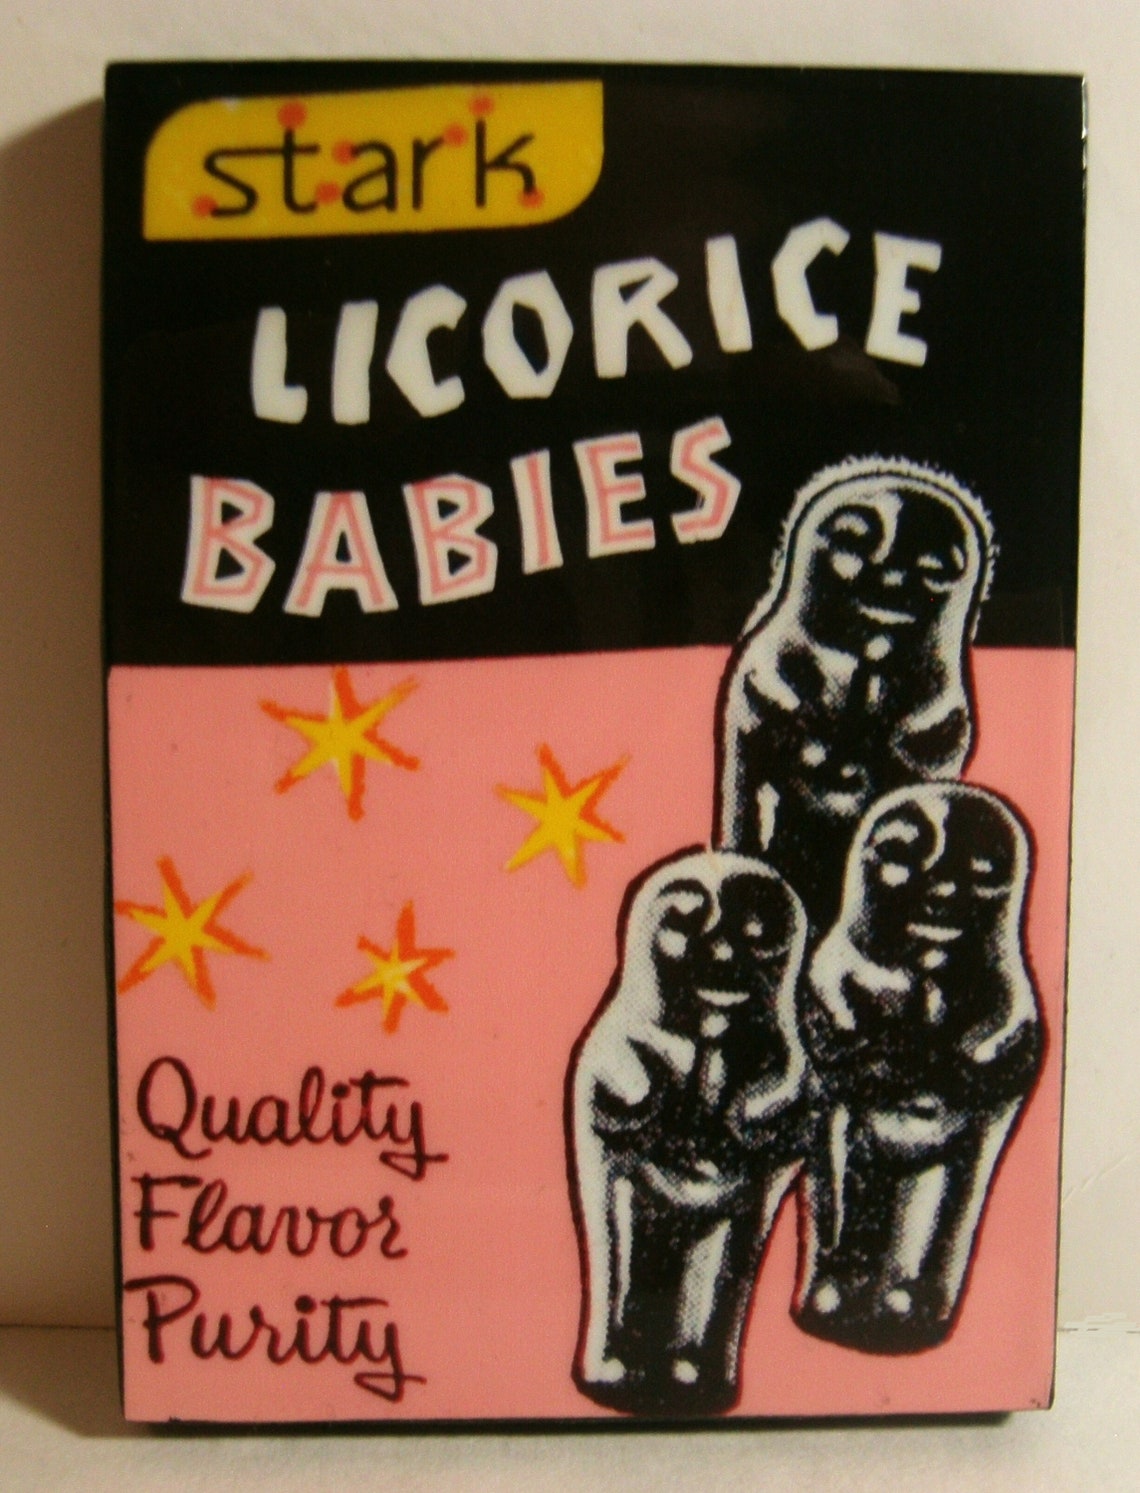 stark
LICORICE
BABIES
Quality
Flavor
Purity